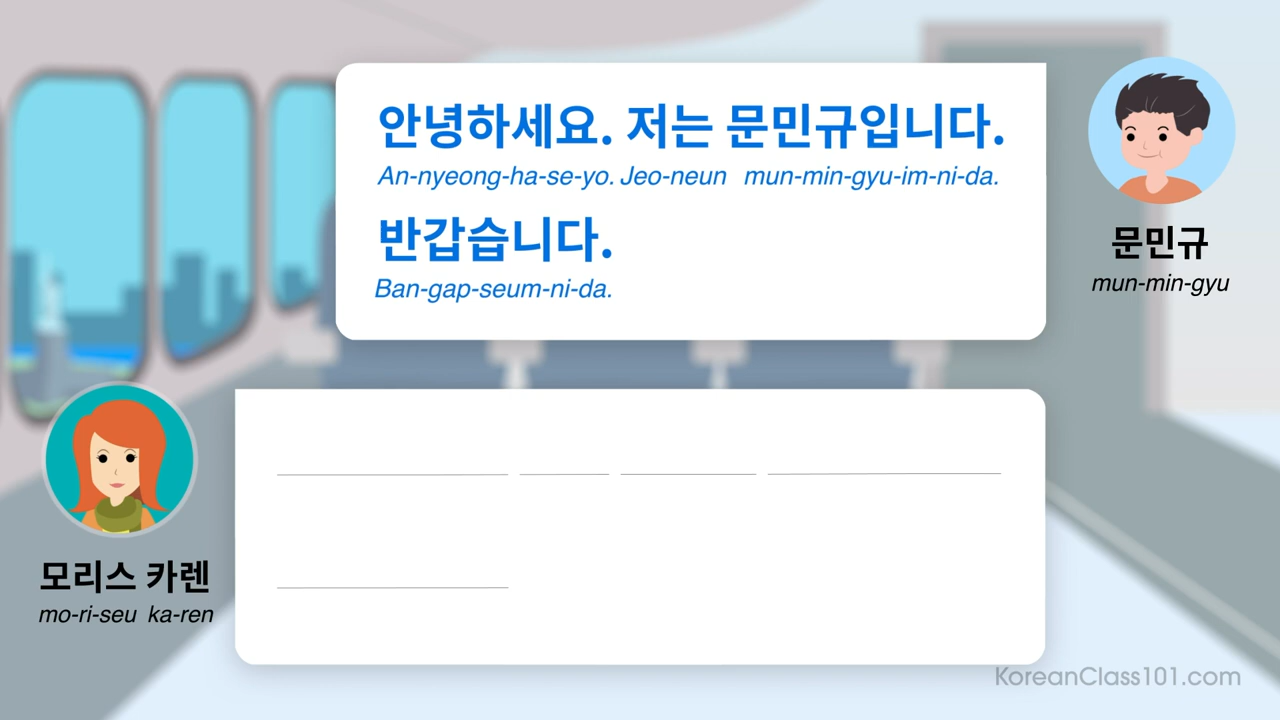 안녕하세요. 저는 문민규입니다.
An-nyeong-ha-se-yo. Jeo-neun mun-min-gyu-im-ni-da.
반갑습니다.
Ban-gap-seum-ni-da.
문민규
mun-min-gyu
모리스 카렌
mo-ri-seu ka-ren
KoreanClass101.com